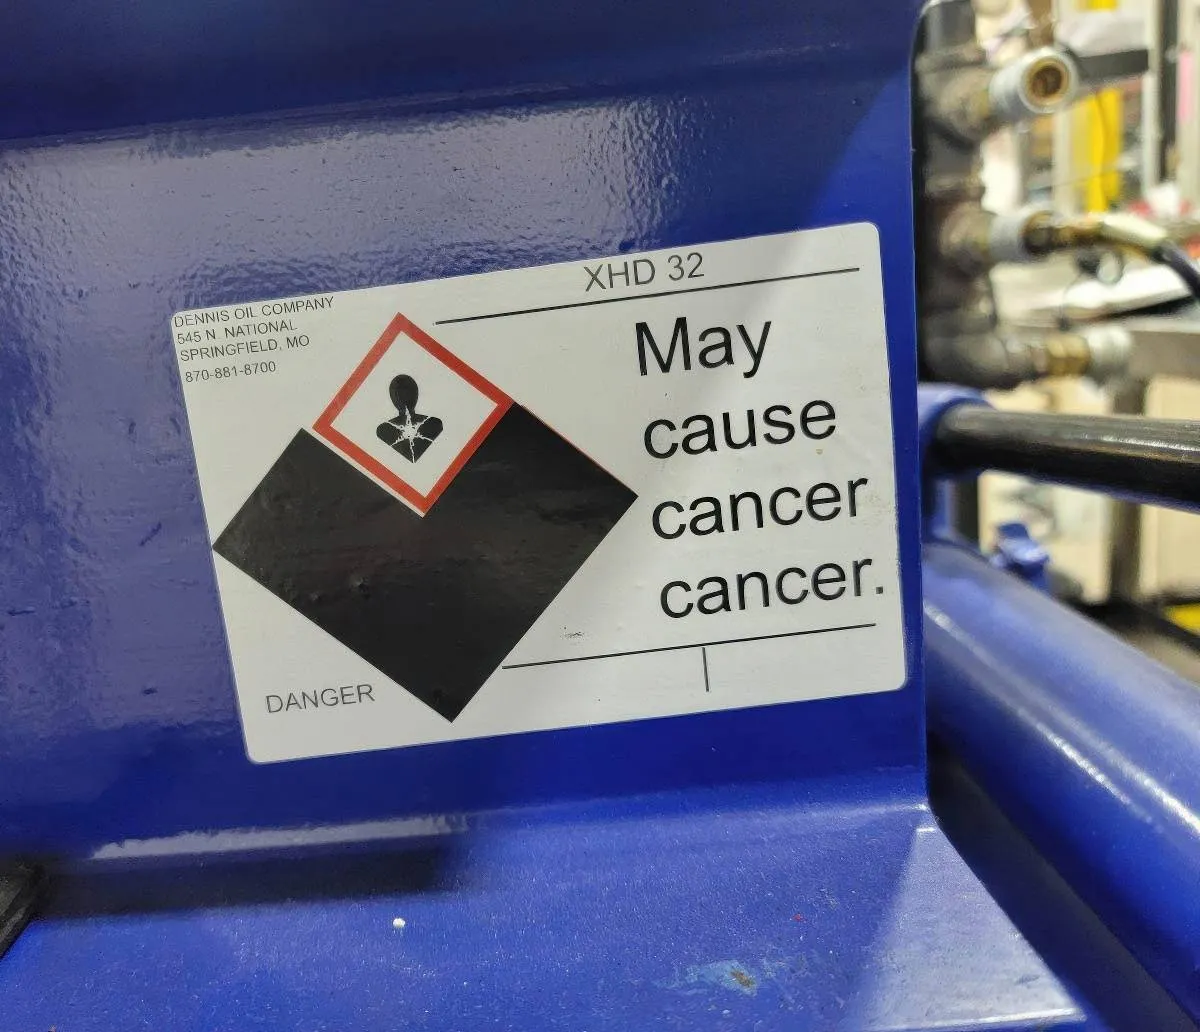 DENNIS OIL COMPANY
545 N. NATIONAL
SPRINGFIELD, MO
870-881-8700
XHD 32
May
cause
cancer
cancer.
DANGER